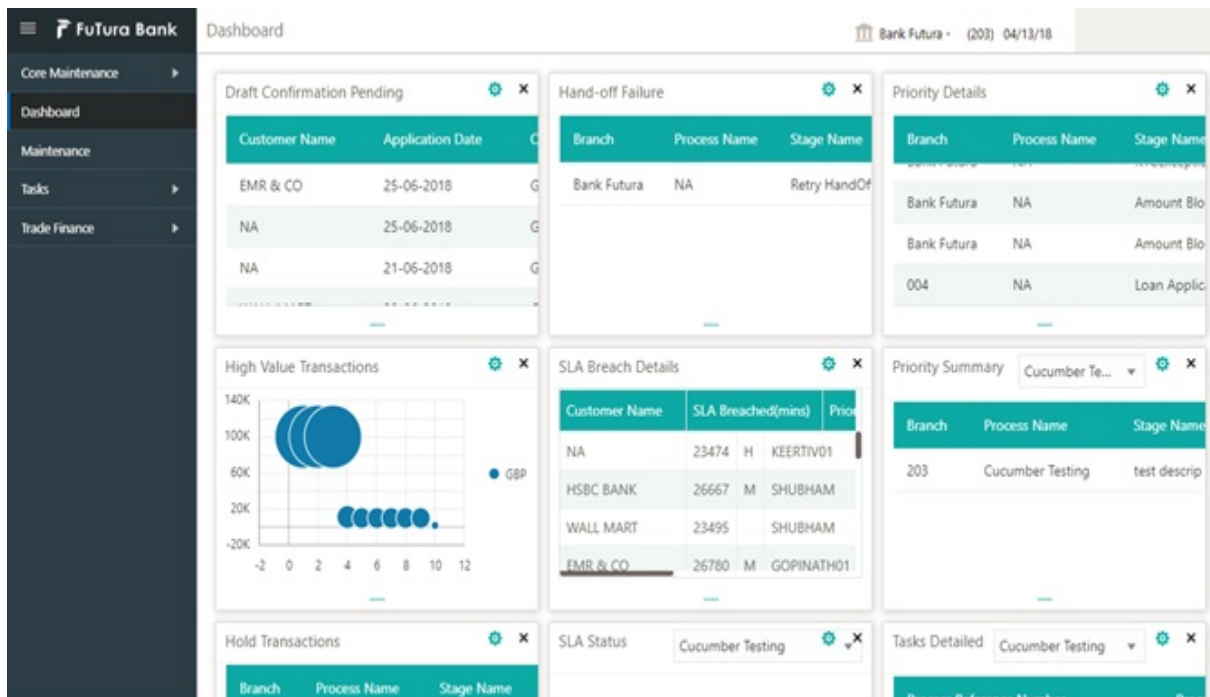 FuTura Bank
Dashboard
Bank Futura - (203) 04/13/18
Core Maintenance
Dashboard
Maintenance
Tasks
Trade Finance
Draft Confirmation Pending
Customer Name Application Date C
EMR & CO 25-06-2018 G
NA 25-06-2018 G
NA 21-06-2018 G
Hand-off Failure
Branch Process Name Stage Name
Bank Futura NA Retry HandOf
Priority Details
Branch Process Name Stage Name
Bank Futura NA Amount Blo
Bank Futura NA Amount Blo
004 NA Loan Applic
High Value Transactions
140K
100K
60K
20K
-20K
-2 0 2 4 6 8 10 12
GBP
SLA Breach Details
Customer Name SLA Breached(mins) Prior
NA 23474 H KEERTIV01
HSBC BANK 26667 M SHUBHAM
WALL MART 23495 SHUBHAM
EMR & CO 26780 M GOPINATH01
Priority Summary Cucumber Te...
Branch Process Name Stage Name
203 Cucumber Testing test descrip
Hold Transactions
Branch Process Name Stage Name
SLA Status Cucumber Testing
Tasks Detailed Cucumber Testing